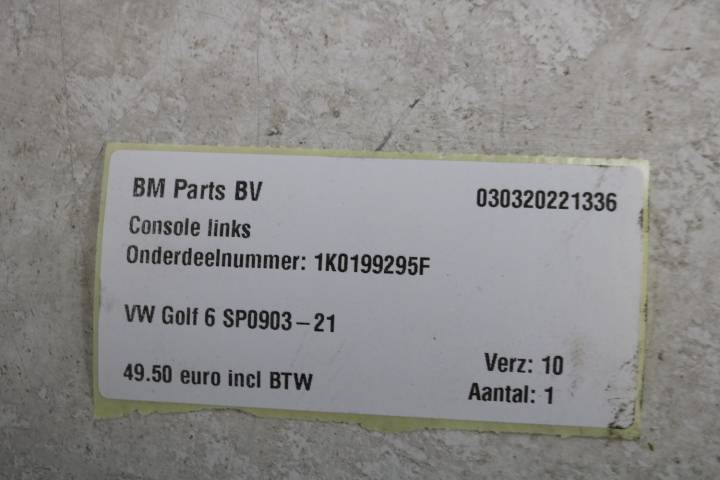 BM Parts BV
030320221336
Console links
Onderdeelnummer: 1K0199295F
VW Golf 6 SP0903-21
49.50 euro incl BTW
Verz: 10
Aantal: 1